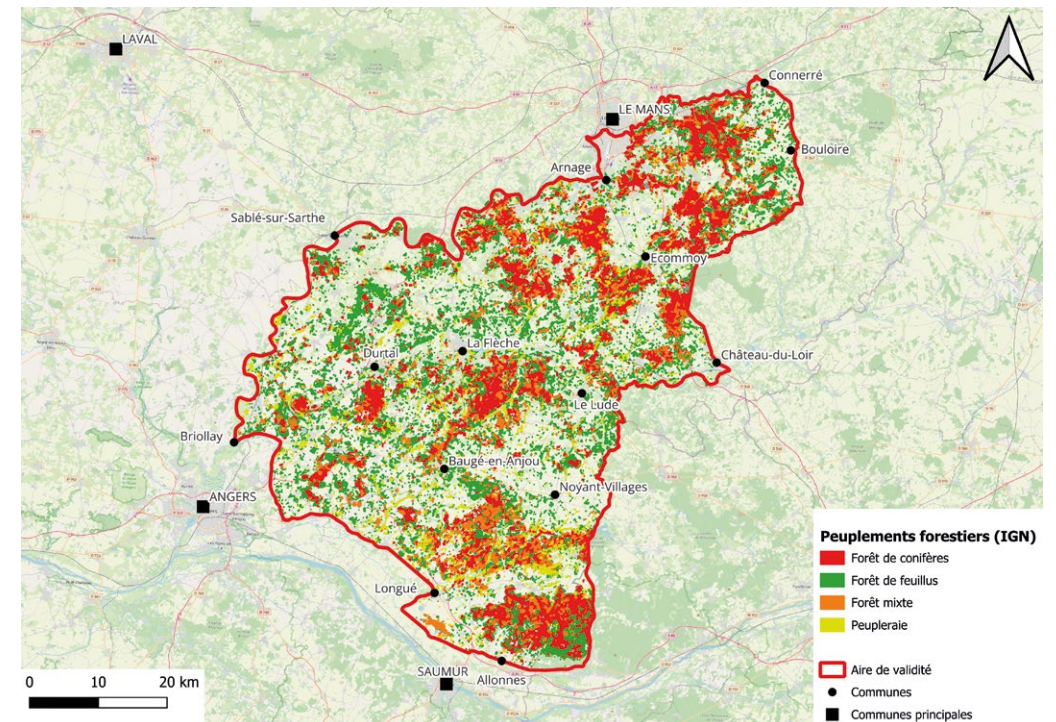 LAVAL
Connerré
LE MANS
Bouloire
Arnage
Sablé-sur-Sarthe
Ecommoy
La Flèche
Durtal
Château-du-Loir
Le Lude
Briollay
Baugé-en-Anjou
Noyant-Villages
ANGERS
Longué
SAUMUR
Allonnes
0 10 20 km
Peuplements forestiers (IGN)
Forêt de conifères
Forêt de feuillus
Forêt mixte
Peupleraie
Aire de validité
Communes
Communes principales